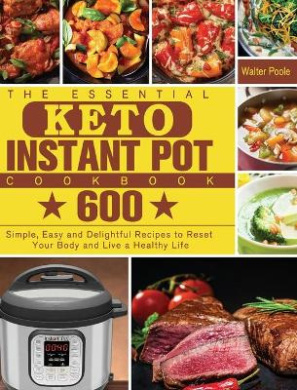 Walter Poole
THE ESSENTIAL
KETO
INSTANT POT
COOKBOOK
★ 600 ★
Simple, Easy and Delightful Recipes to Reset
Your Body and Live a Healthy Life